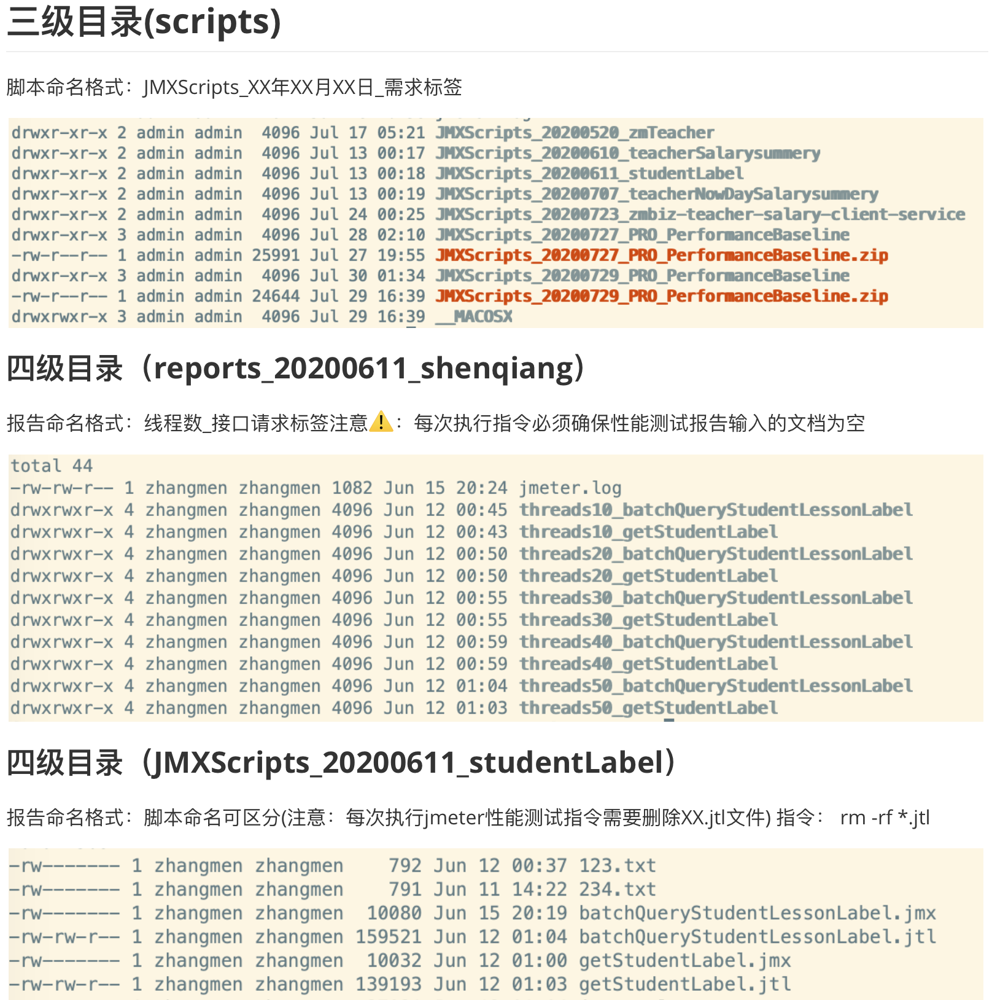 三级目录(scripts)
脚本命名格式：JMXScripts_XX年XX月XX日_需求标签
drwxr-xr-x 2 admin admin  4096 Jul 17 05:21 JMXScripts_20200520_zmTeacher
drwxr-xr-x 2 admin admin  4096 Jul 13 00:17 JMXScripts_20200610_teacherSalarysummery
drwxr-xr-x 2 admin admin  4096 Jul 13 00:18 JMXScripts_20200611_studentLabel
drwxr-xr-x 2 admin admin  4096 Jul 13 00:19 JMXScripts_20200707_teacherNowDaySalarysummery
drwxr-xr-x 2 admin admin  4096 Jul 24 00:25 JMXScripts_20200723_zmbiz-teacher-salary-client-service
drwxr-xr-x 3 admin admin  4096 Jul 28 02:10 JMXScripts_20200727_PRO_PerformanceBaseline
-rw-r--r-- 1 admin admin 25991 Jul 27 19:55 JMXScripts_20200727_PRO_PerformanceBaseline.zip
drwxr-xr-x 3 admin admin  4096 Jul 30 01:34 JMXScripts_20200729_PRO_PerformanceBaseline
-rw-r--r-- 1 admin admin 24644 Jul 29 16:39 JMXScripts_20200729_PRO_PerformanceBaseline.zip
drwxrwxr-x 3 admin admin  4096 Jul 29 16:39 __MACOSX
四级目录（reports_20200611_shenqiang）
报告命名格式：线程数_接口请求标签注意⚠️：每次执行指令必须确保性能测试报告输入的文档为空
total 44
-rw-rw-r-- 1 zhangmen zhangmen 1082 Jun 15 20:24 jmeter.log
drwxrwxr-x 4 zhangmen zhangmen 4096 Jun 12 00:45 threads10_batchQueryStudentLessonLabel
drwxrwxr-x 4 zhangmen zhangmen 4096 Jun 12 00:43 threads10_getStudentLabel
drwxrwxr-x 4 zhangmen zhangmen 4096 Jun 12 00:50 threads20_batchQueryStudentLessonLabel
drwxrwxr-x 4 zhangmen zhangmen 4096 Jun 12 00:50 threads20_getStudentLabel
drwxrwxr-x 4 zhangmen zhangmen 4096 Jun 12 00:55 threads30_batchQueryStudentLessonLabel
drwxrwxr-x 4 zhangmen zhangmen 4096 Jun 12 00:55 threads30_getStudentLabel
drwxrwxr-x 4 zhangmen zhangmen 4096 Jun 12 00:59 threads40_batchQueryStudentLessonLabel
drwxrwxr-x 4 zhangmen zhangmen 4096 Jun 12 00:59 threads40_getStudentLabel
drwxrwxr-x 4 zhangmen zhangmen 4096 Jun 12 01:04 threads50_batchQueryStudentLessonLabel
drwxrwxr-x 4 zhangmen zhangmen 4096 Jun 12 01:03 threads50_getStudentLabel
四级目录（JMXScripts_20200611_studentLabel）
报告命名格式：脚本命名可区分(注意：每次执行jmeter性能测试指令需要删除XX.jtl文件) 指令： rm -rf *.jtl
-rw------- 1 zhangmen zhangmen    792 Jun 12 00:37 123.txt
-rw------- 1 zhangmen zhangmen    791 Jun 11 14:22 234.txt
-rw------- 1 zhangmen zhangmen  10080 Jun 15 20:19 batchQueryStudentLessonLabel.jmx
-rw-rw-r-- 1 zhangmen zhangmen 159521 Jun 12 01:04 batchQueryStudentLessonLabel.jtl
-rw------- 1 zhangmen zhangmen  10032 Jun 12 01:00 getStudentLabel.jmx
-rw-rw-r-- 1 zhangmen zhangmen 139193 Jun 12 01:03 getStudentLabel.jtl